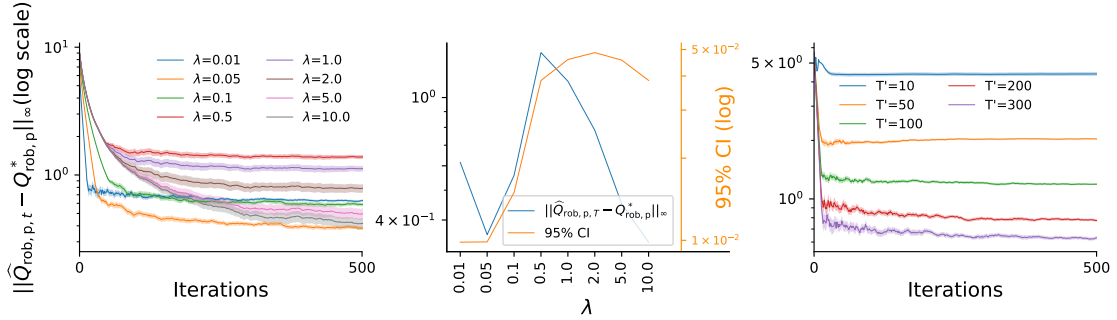 ||Q̂rob, p, t − Q*rob, p||∞ (log scale)
10¹
10⁰
λ=0.01
λ=0.05
λ=0.1
λ=0.5
λ=1.0
λ=2.0
λ=5.0
λ=10.0
0
500
Iterations
10⁰
4 × 10⁻¹
||Q̂rob, p, T − Q*rob, p||∞
95% CI
0.01
0.05
0.1
0.5
1.0
2.0
5.0
10.0
λ
5 × 10⁻²
1 × 10⁻²
95% CI (log)
5 × 10⁰
10⁰
T'=10
T'=50
T'=100
T'=200
T'=300
0
500
Iterations